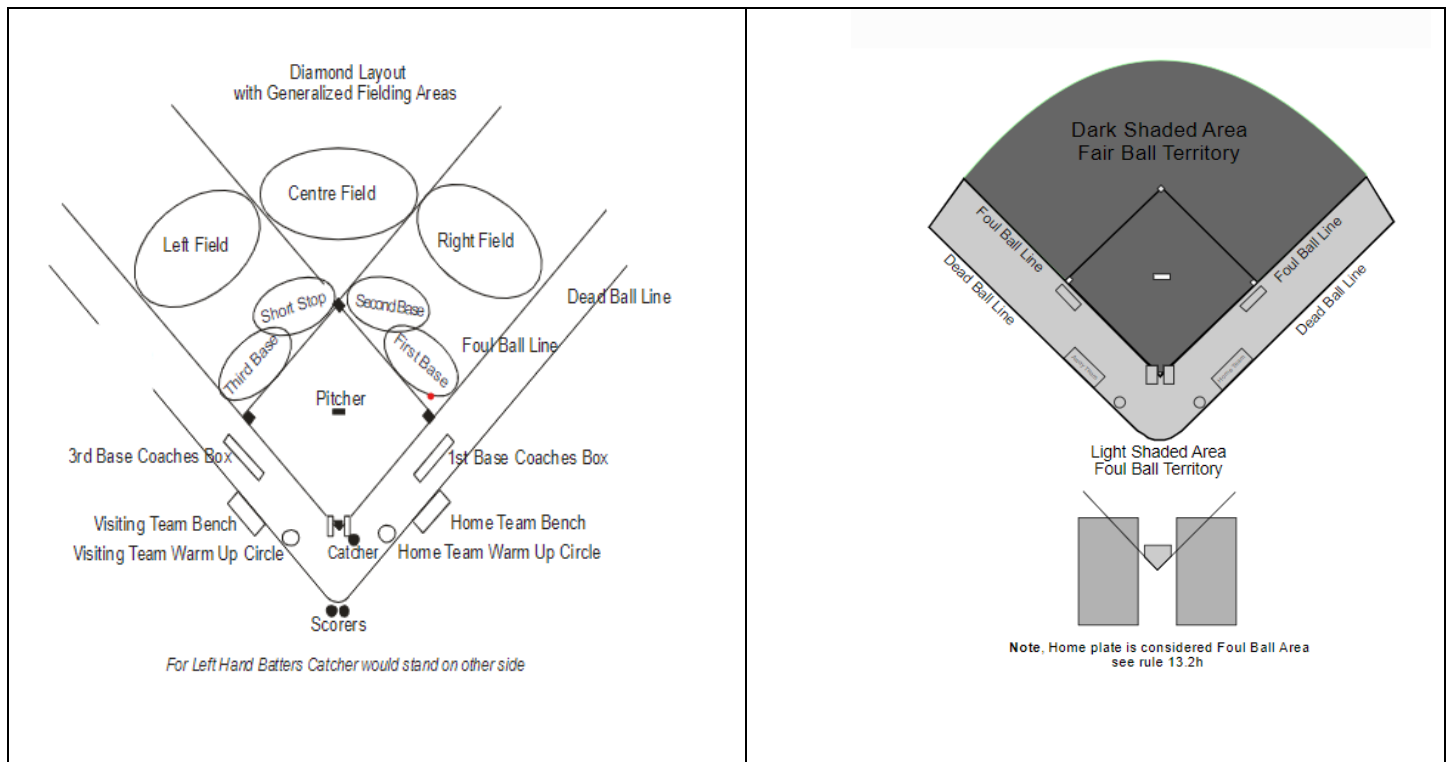 Diamond Layout
with Generalized Fielding Areas
Centre Field
Left Field
Right Field
Short Stop
Second Base
Dead Ball Line
Third Base
First Base
Foul Ball Line
Pitcher
3rd Base Coaches Box
1st Base Coaches Box
Visiting Team Bench
Home Team Bench
Visiting Team Warm Up Circle
Catcher
Home Team Warm Up Circle
Scorers
For Left Hand Batters Catcher would stand on other side
Dark Shaded Area
Fair Ball Territory
Foul Ball Line
Foul Ball Line
Dead Ball Line
Dead Ball Line
Away Team
Home Team
Light Shaded Area
Foul Ball Territory
Note, Home plate is considered Foul Ball Area
see rule 13.2h